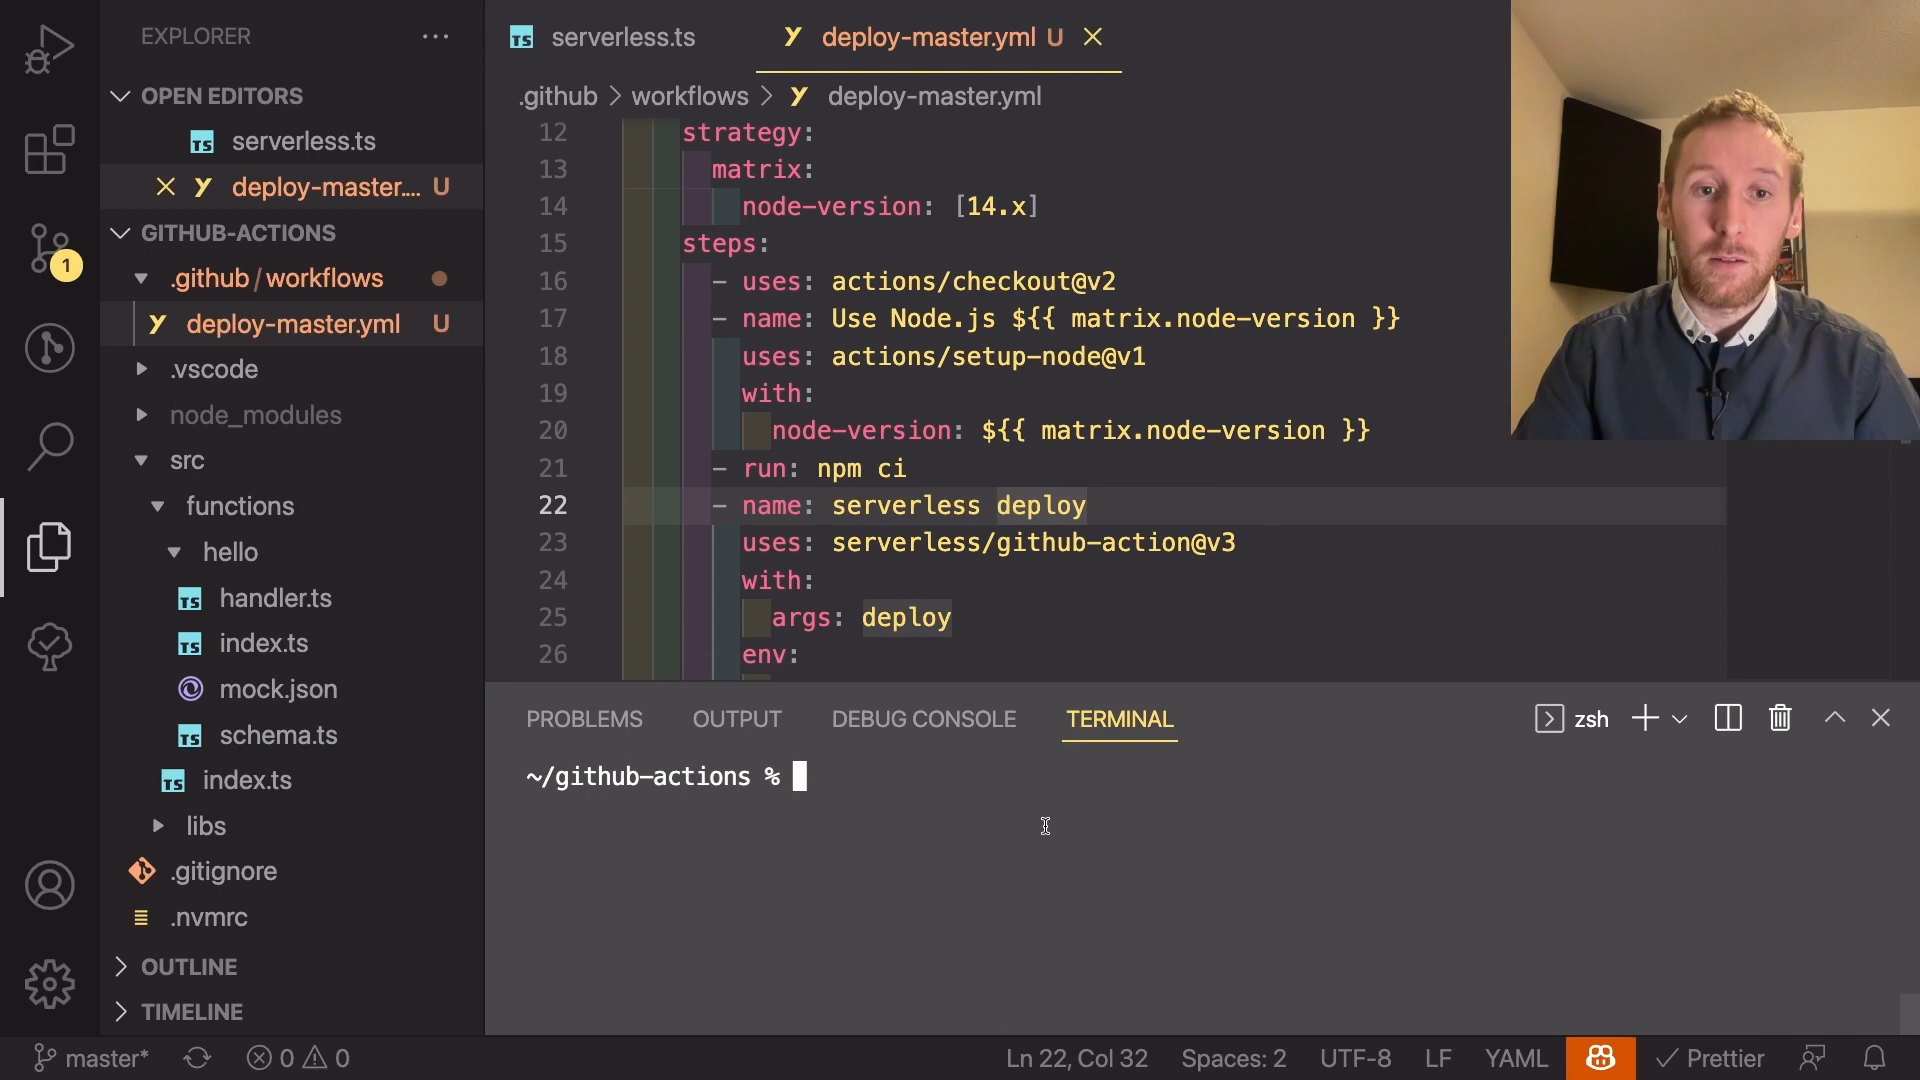 EXPLORER
OPEN EDITORS
TS serverless.ts
deploy-master.... U
GITHUB-ACTIONS
.github / workflows
deploy-master.yml U
.vscode
node_modules
src
functions
hello
TS handler.ts
TS index.ts
mock.json
TS schema.ts
TS index.ts
libs
.gitignore
.nvmrc
OUTLINE
TIMELINE
1
TS serverless.ts
Y deploy-master.yml U
.github > workflows > Y deploy-master.yml
12 strategy:
13 matrix:
14 node-version: [14.x]
15 steps:
16 - uses: actions/checkout@v2
17 - name: Use Node.js ${{ matrix.node-version }}
18 uses: actions/setup-node@v1
19 with:
20 node-version: ${{ matrix.node-version }}
21 - run: npm ci
22 - name: serverless deploy
23 uses: serverless/github-action@v3
24 with:
25 args: deploy
26 env:
PROBLEMS OUTPUT DEBUG CONSOLE TERMINAL
zsh
~/github-actions %
master* 0 0
Ln 22, Col 32 Spaces: 2 UTF-8 LF YAML Prettier